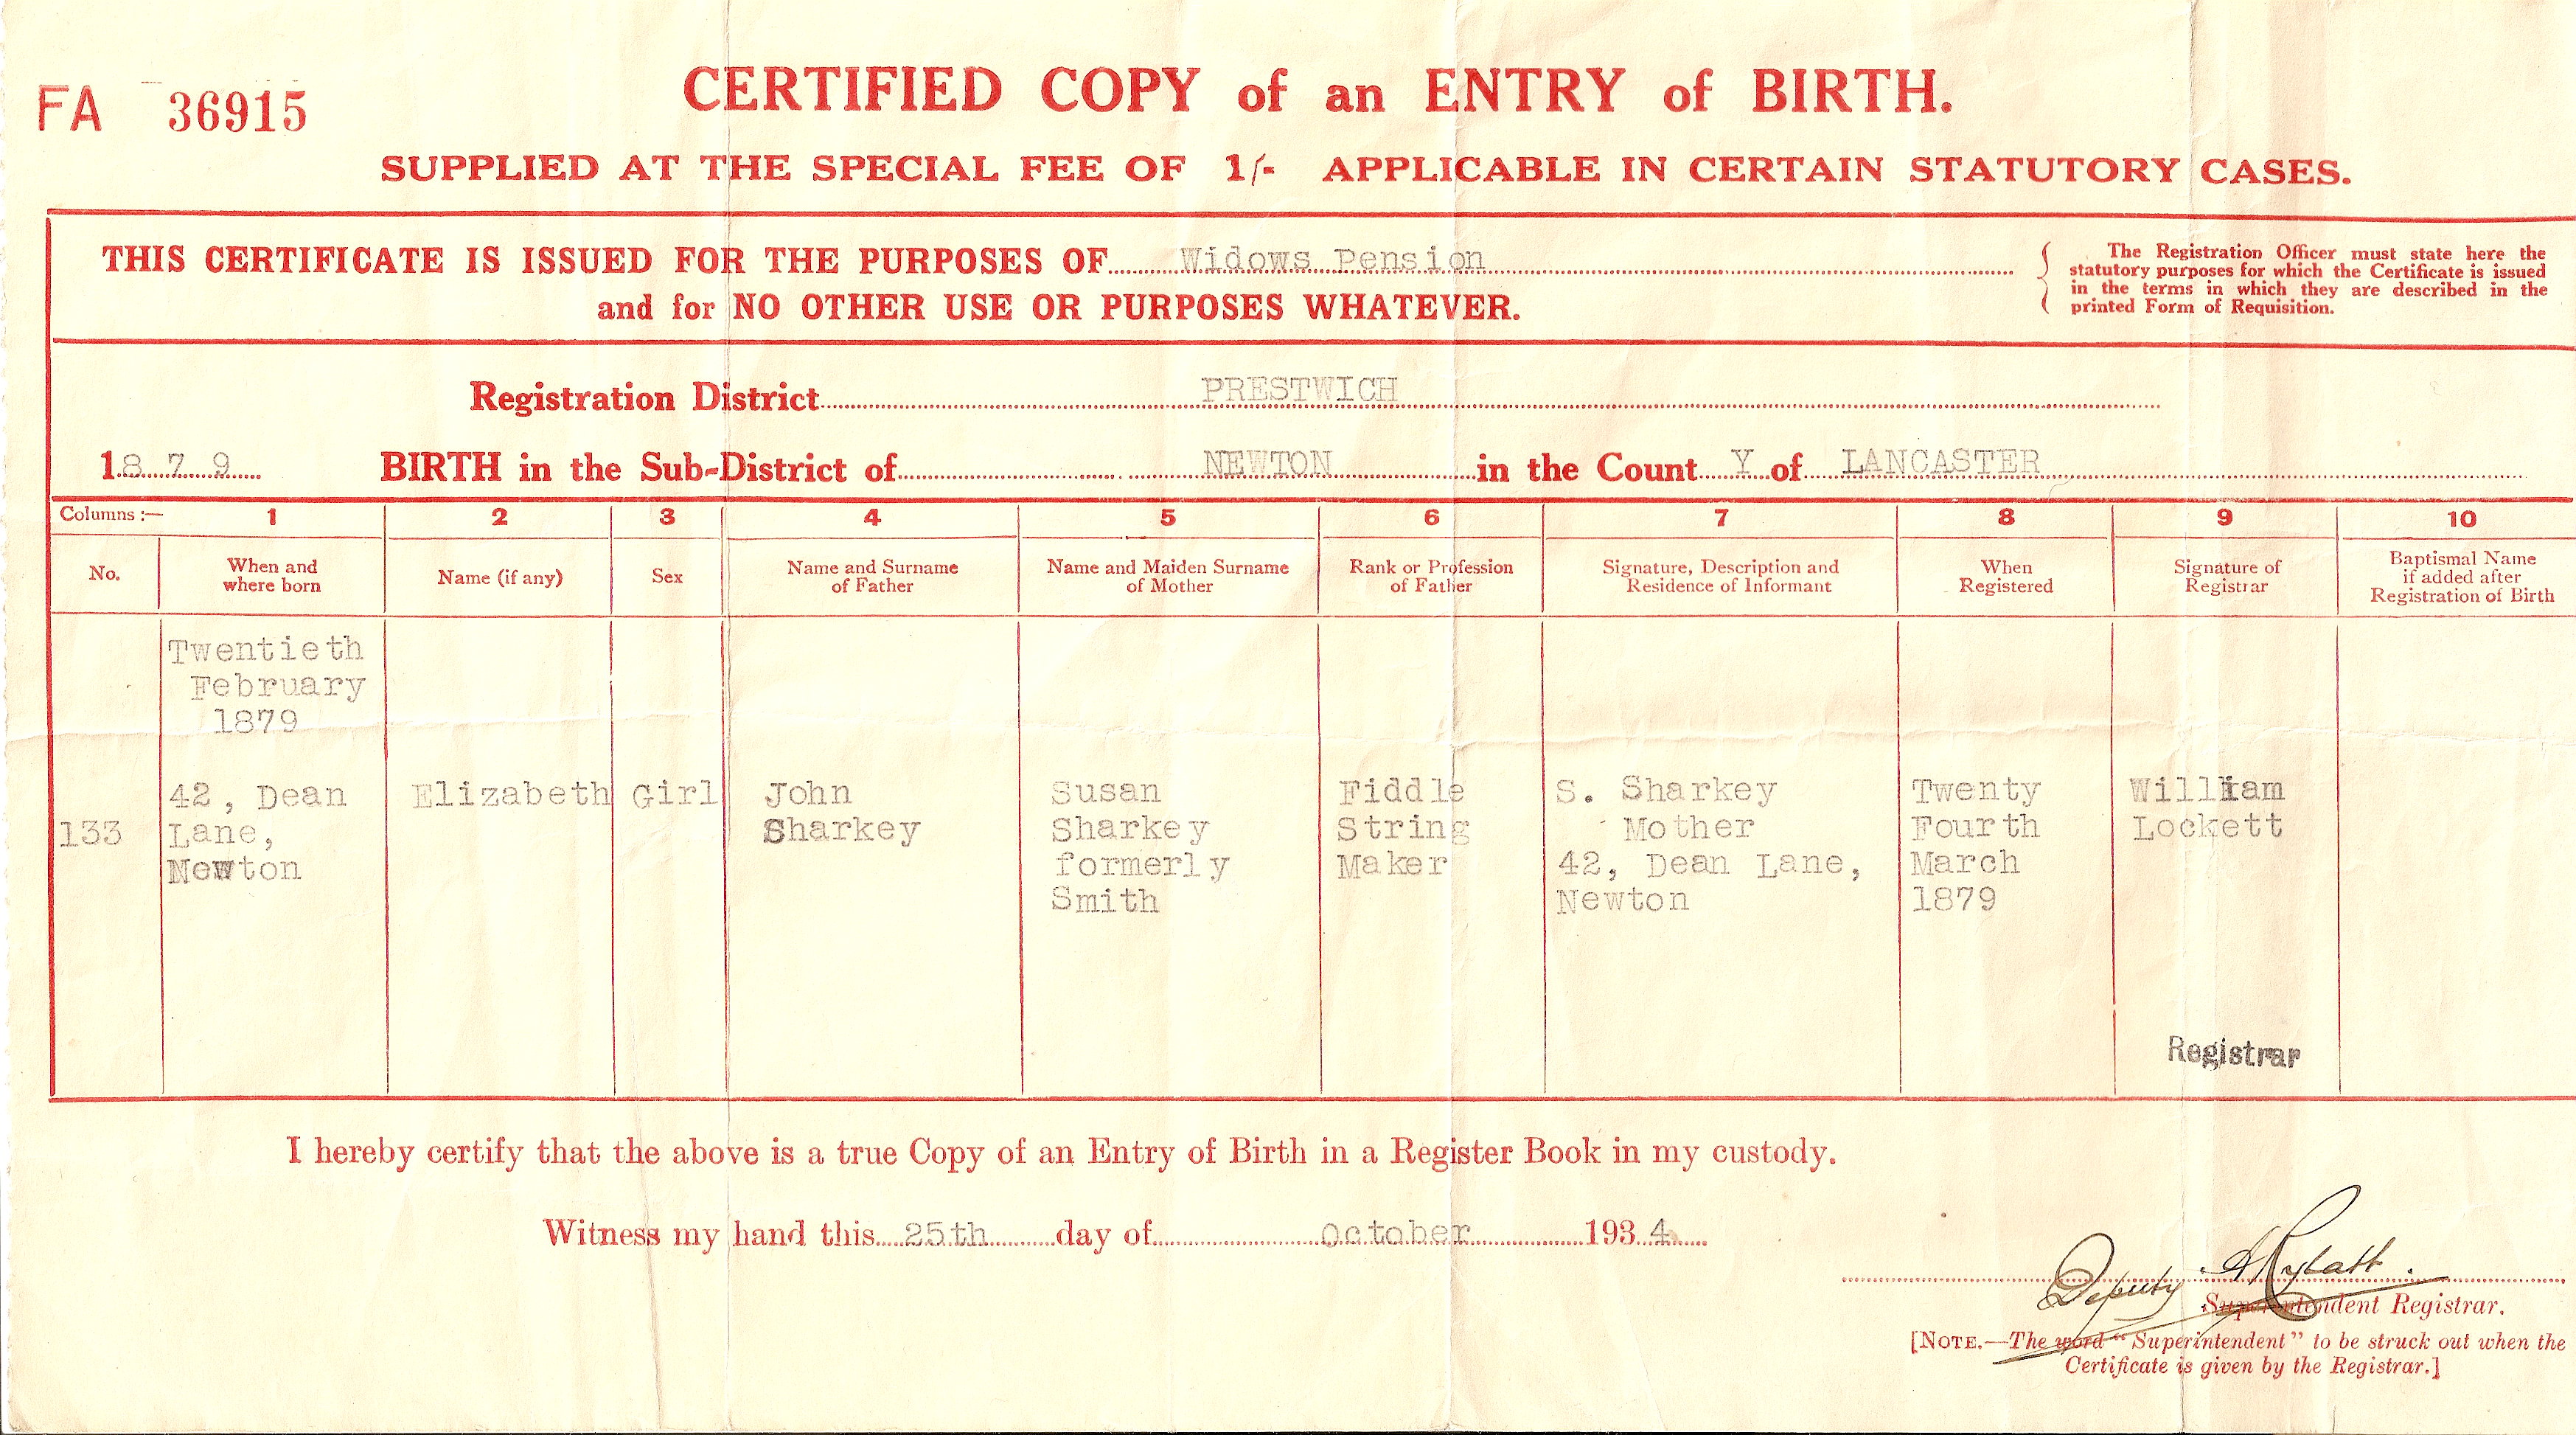 FA 36915
CERTIFIED COPY of an ENTRY of BIRTH.
SUPPLIED AT THE SPECIAL FEE OF 1/- APPLICABLE IN CERTAIN STATUTORY CASES.
THIS CERTIFICATE IS ISSUED FOR THE PURPOSES OF Widows Pension
and for NO OTHER USE OR PURPOSES WHATEVER.
The Registration Officer must state here the
statutory purposes for which the Certificate is issued
in the terms in which they are described in the
printed Form of Requisition.
Registration District PRESTWICH
1879 BIRTH in the Sub-District of NEWTON in the County of LANCASTER
Columns :— 1 2 3 4 5 6 7 8 9 10
No.
When and
where born
Name (if any)
Sex
Name and Surname
of Father
Name and Maiden Surname
of Mother
Rank or Profession
of Father
Signature, Description and
Residence of Informant
When
Registered
Signature of
Registrar
Baptismal Name
if added after
Registration of Birth
133
Twentieth
February
1879
42, Dean
Lane,
Newton
Elizabeth
Girl
John
Sharkey
Susan
Sharkey
formerly
Smith
Fiddle
String
Maker
S. Sharkey
Mother
42, Dean Lane,
Newton
Twenty
Fourth
March
1879
William
Lockett
Registrar
I hereby certify that the above is a true Copy of an Entry of Birth in a Register Book in my custody.
Witness my hand this 25th day of October 1934
A Rylatt.
Deputy Superintendent Registrar.
[NOTE.—The word "Superintendent" to be struck out when the
Certificate is given by the Registrar.]